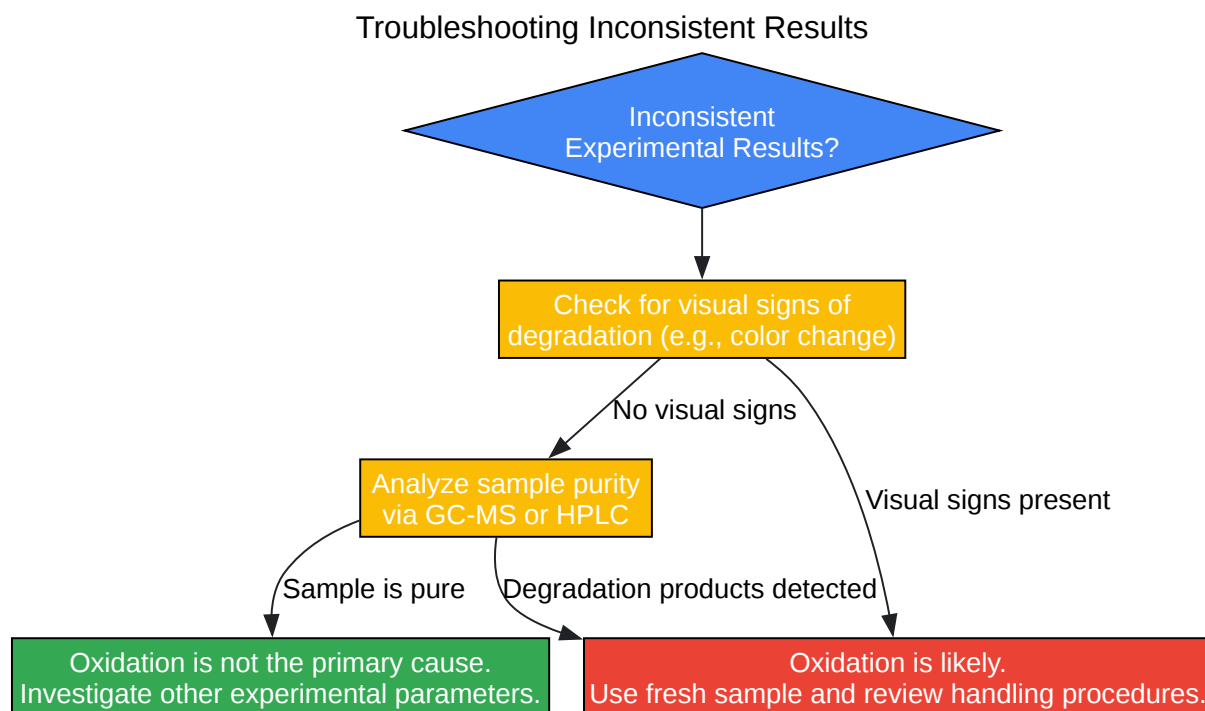 Troubleshooting Inconsistent Results
Inconsistent
Experimental Results?
Check for visual signs of
degradation (e.g., color change)
No visual signs
Analyze sample purity
via GC-MS or HPLC
Visual signs present
Sample is pure
Degradation products detected
Oxidation is not the primary cause.
Investigate other experimental parameters.
Oxidation is likely.
Use fresh sample and review handling procedures.